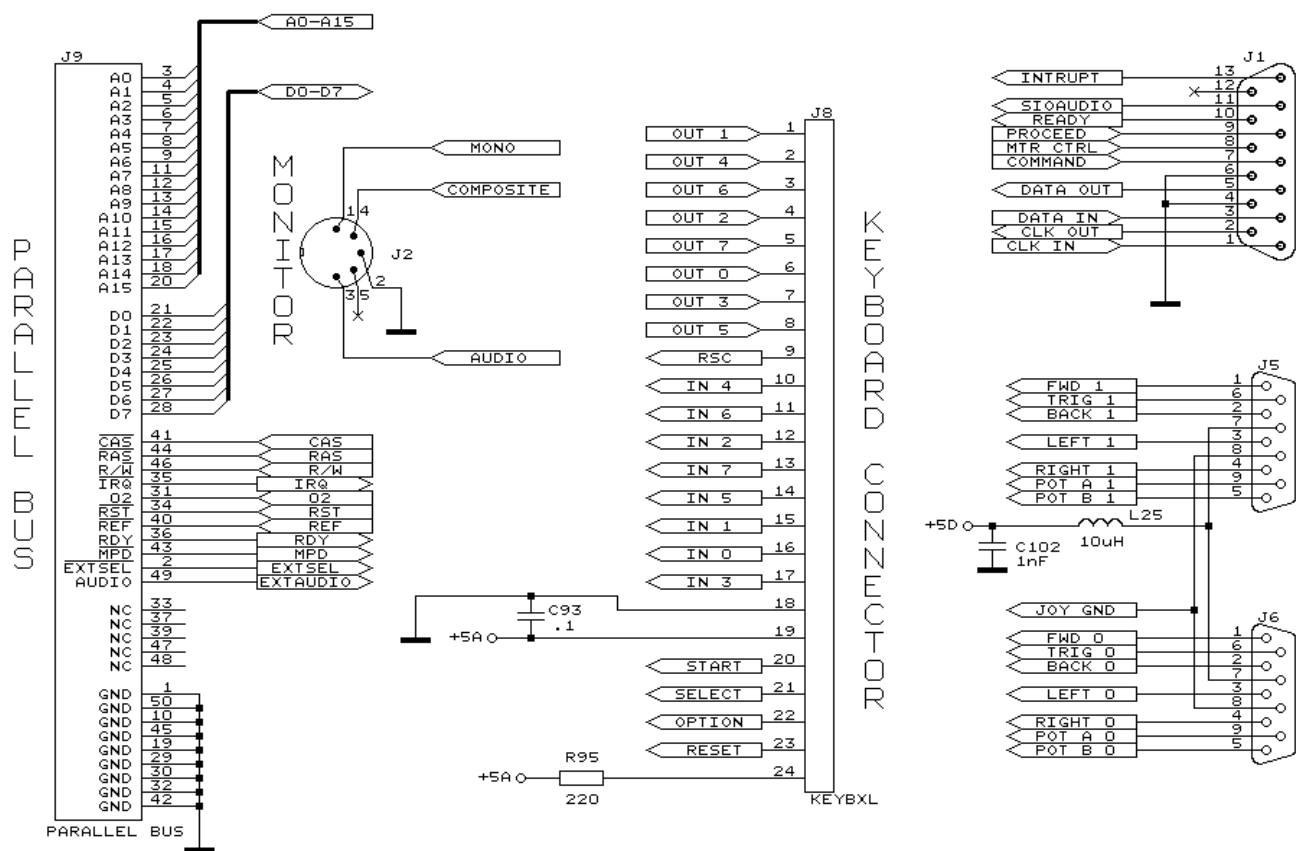 A0-A15
J9
A0 3
A1 4
A2 5
A3 6
A4 7
A5 8
A6 9
A7 11
A8 12
A9 13
A10 14
A11 15
A12 16
A13 17
A14 18
A15 20
D0-D7
D0 21
D1 22
D2 23
D3 24
D4 25
D5 26
D6 27
D7 28
CAS 41 CAS
RAS 44 RAS
R/W 46 R/W
IRQ 35 IRQ
02 31 02
RST 34 RST
REF 40 REF
RDY 36 RDY
MPD 43 MPD
EXTSEL 2 EXTSEL
AUDIO 49 EXTAUDIO
NC 33
NC 37
NC 39
NC 47
NC 48
GND 1
GND 50
GND 10
GND 45
GND 19
GND 29
GND 30
GND 32
GND 42
PARALLEL BUS
PARALLEL BUS
MONITOR
MONO
COMPOSITE
1 4
J2
3 5 2
AUDIO
J8
OUT 1 1
OUT 4 2
OUT 6 3
OUT 2 4
OUT 7 5
OUT 0 6
OUT 3 7
OUT 5 8
RSC 9
IN 4 10
IN 6 11
IN 2 12
IN 7 13
IN 5 14
IN 1 15
IN 0 16
IN 3 17
18
C93
.1
+5A 19
START 20
SELECT 21
OPTION 22
RESET 23
R95
+5A 24
220
KEYBXL
KEYBOARD CONNECTOR
J1
INTRUPT 13
12
SIOAUDIO 11
READY 10
PROCEED 9
MTR CTRL 8
COMMAND 7
6
DATA OUT 5
4
DATA IN 3
CLK OUT 2
CLK IN 1
J5
FWD 1 1
TRIG 1 6
BACK 1 2
7
LEFT 1 3
8
RIGHT 1 4
POT A 1 9
POT B 1 5
+5D L25
10uH
C102
1nF
JOY GND
J6
FWD 0 1
TRIG 0 6
BACK 0 2
7
LEFT 0 3
8
RIGHT 0 4
POT A 0 9
POT B 0 5